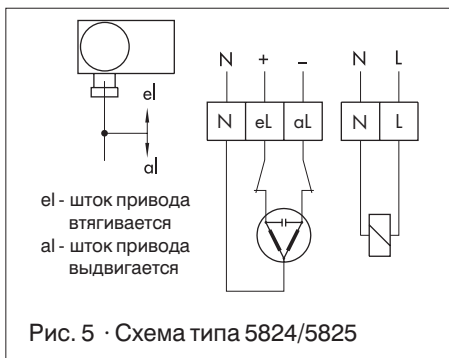 el
al
el - шток привода
втягивается
al - шток привода
выдвигается
N + – N L
N eL aL N L
Рис. 5 · Схема типа 5824/5825